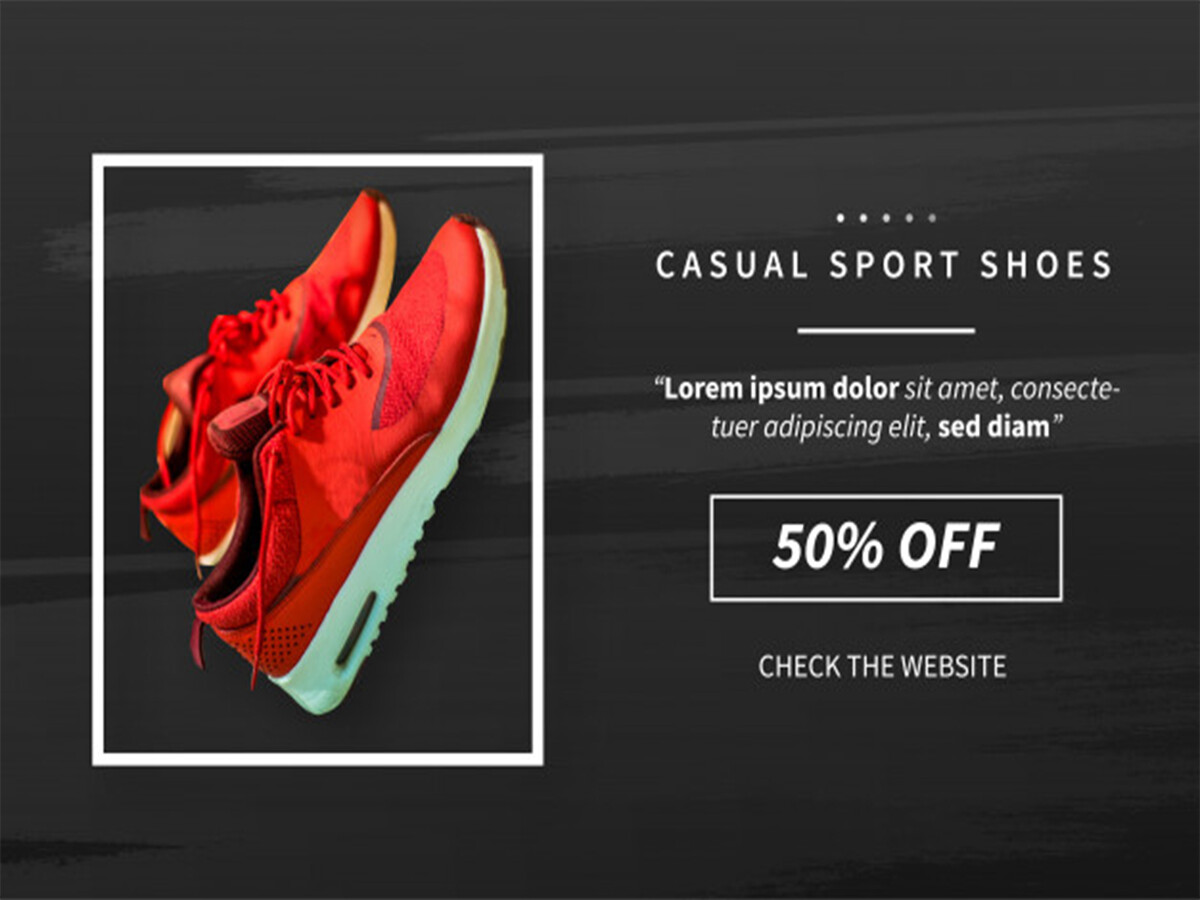 CASUAL SPORT SHOES
“Lorem ipsum dolor sit amet, consecte-
tuer adipiscing elit, sed diam”
50% OFF
CHECK THE WEBSITE